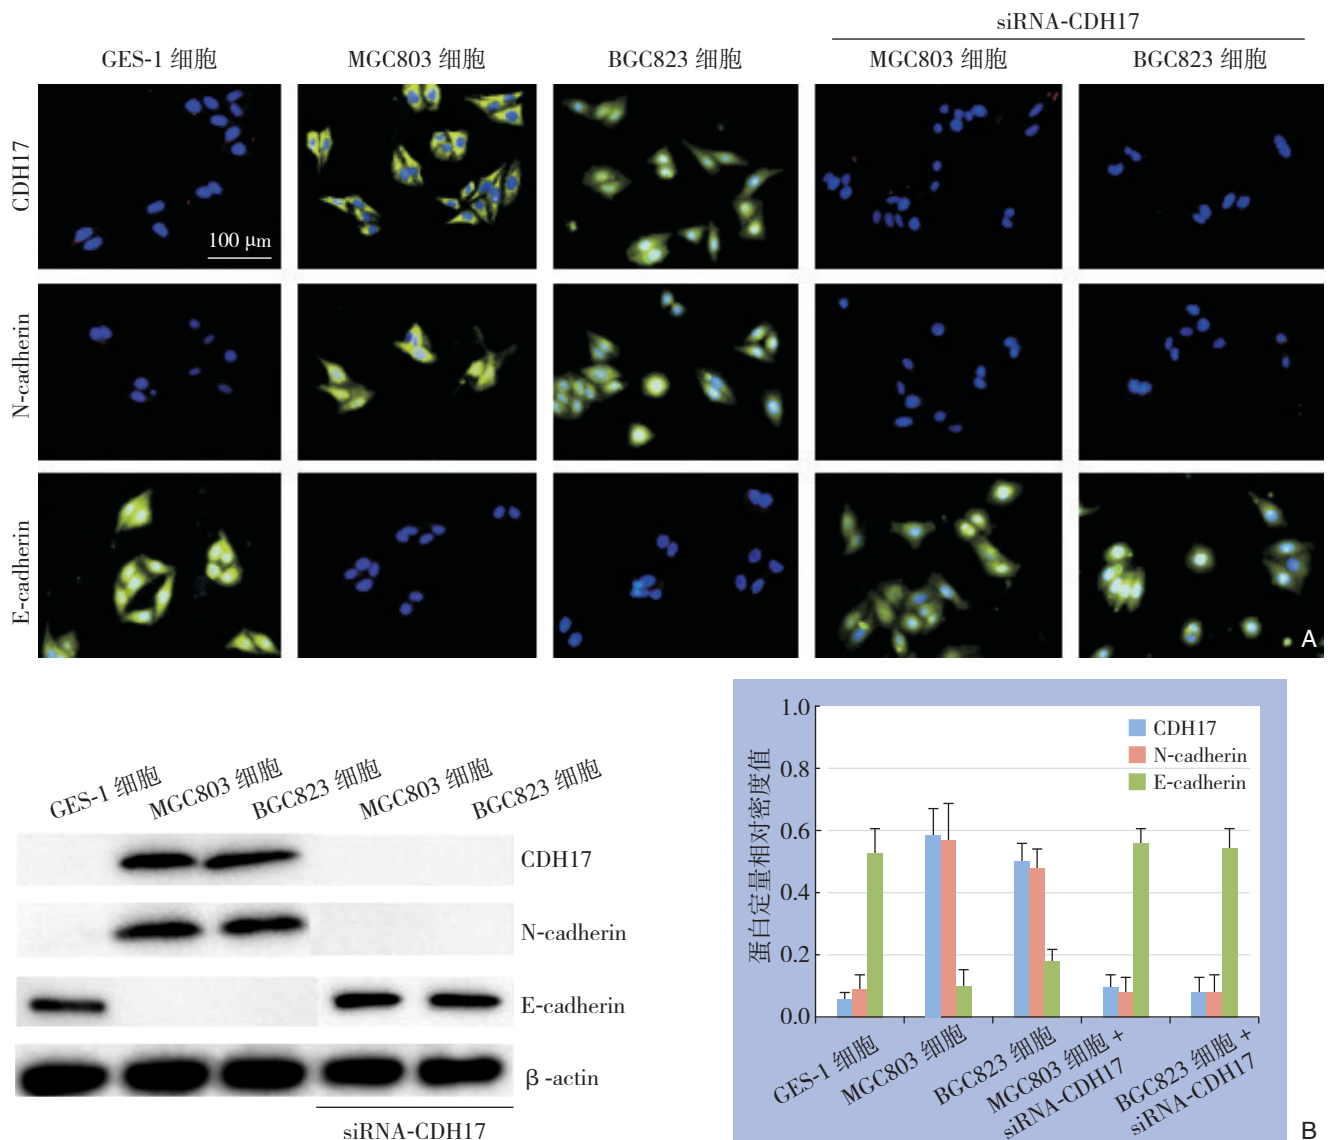 siRNA-CDH17
GES-1 细胞
MGC803 细胞
BGC823 细胞
MGC803 细胞
BGC823 细胞
CDH17
100 μm
N-cadherin
E-cadherin
A
GES-1 细胞
MGC803 细胞
BGC823 细胞
MGC803 细胞
BGC823 细胞
CDH17
N-cadherin
E-cadherin
β-actin
siRNA-CDH17
蛋白定量相对密度值
1.0
0.8
0.6
0.4
0.2
0.0
CDH17
N-cadherin
E-cadherin
GES-1 细胞
MGC803 细胞
BGC823 细胞
MGC803 细胞 +
siRNA-CDH17
BGC823 细胞 +
siRNA-CDH17
B